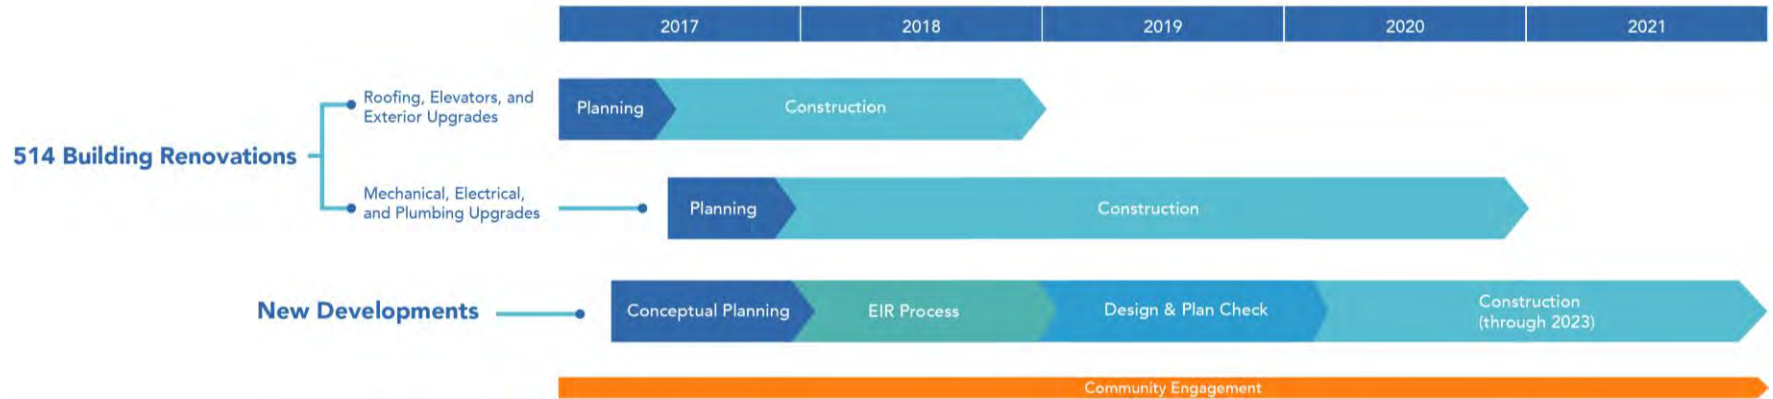 2017 2018 2019 2020 2021
Roofing, Elevators, and
Exterior Upgrades
Planning
Construction
514 Building Renovations
Mechanical, Electrical,
and Plumbing Upgrades
Planning
Construction
New Developments
Conceptual Planning
EIR Process
Design & Plan Check
Construction
(through 2023)
Community Engagement